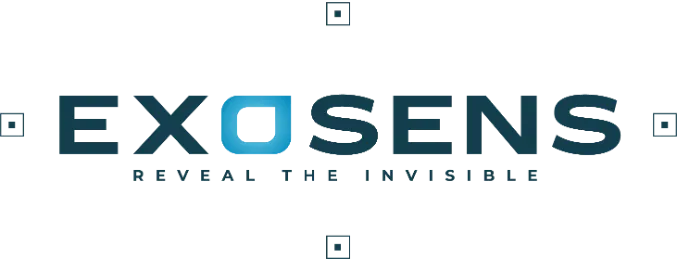 EXOSENS
REVEAL THE INVISIBLE